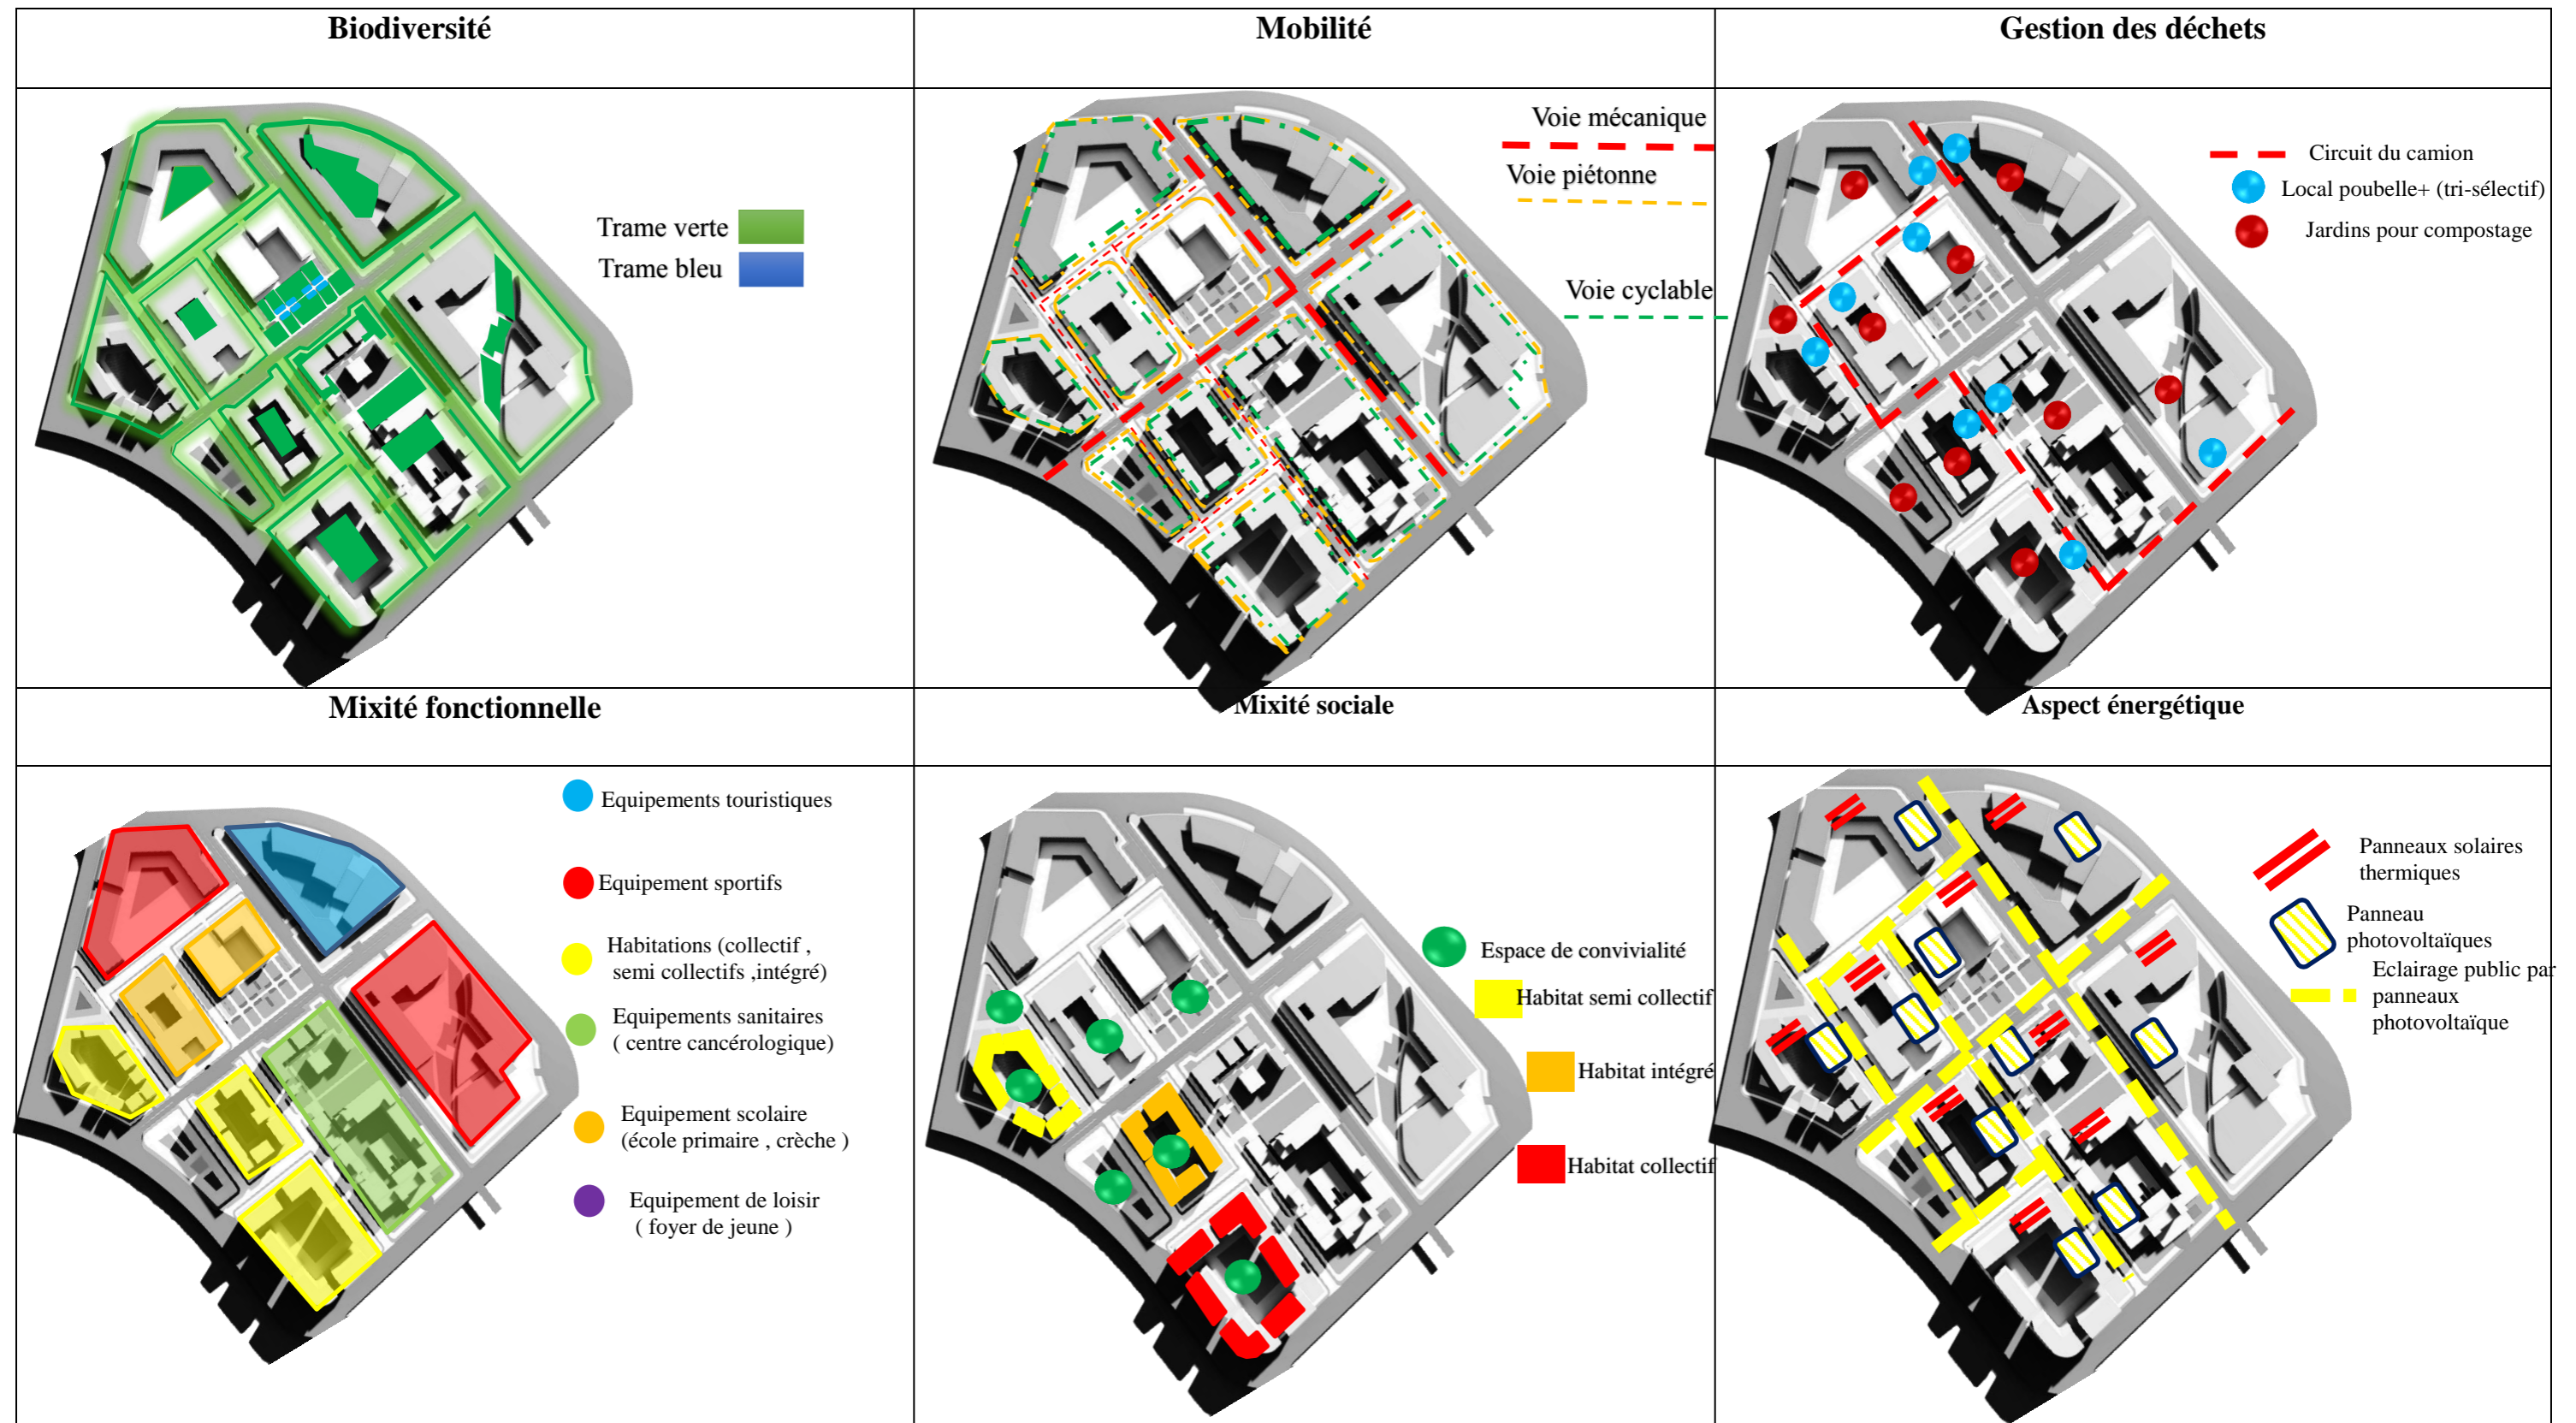 Biodiversité
Mobilité
Gestion des déchets
Trame verte
Trame bleu
Voie mécanique
Voie piétonne
Voie cyclable
Circuit du camion
Local poubelle+ (tri-sélectif)
Jardins pour compostage
Mixité fonctionnelle
Mixité sociale
Aspect énergétique
Equipements touristiques
Equipement sportifs
Habitations (collectif ,
semi collectifs ,intégré)
Equipements sanitaires
( centre cancérologique)
Equipement scolaire
(école primaire , crèche )
Equipement de loisir
( foyer de jeune )
Espace de convivialité
Habitat semi collectif
Habitat intégré
Habitat collectif
Panneaux solaires
thermiques
Panneau
photovoltaïques
Eclairage public par
panneaux
photovoltaïque